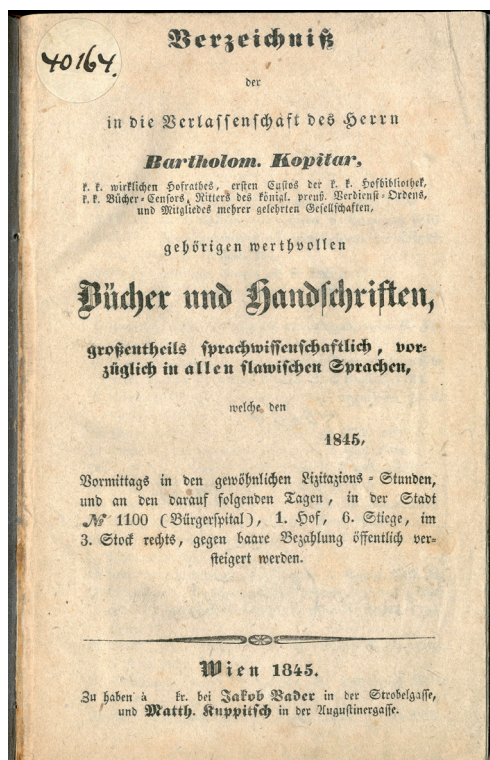 40164.
Verzeichniß
der
in die Verlassenschaft des Herrn
Bartholom. Kopitar,
k. k. wirklichen Hofrathes, ersten Custos der k. k. Hofbibliothek,
k. k. Bücher-Censors, Ritters des königl. preuß. Verdienst-Ordens,
und Mitgliedes mehrer gelehrten Gesellschaften,
gehörigen werthvollen
Bücher und Handschriften,
großentheils sprachwissenschaftlich, vor-
züglich in allen slawischen Sprachen,
welche den
1845,
Vormittags in den gewöhnlichen Lizitazions-Stunden,
und an den darauf folgenden Tagen, in der Stadt
№ 1100 (Bürgerspital), 1. Hof, 6. Stiege, im
3. Stock rechts, gegen baare Bezahlung öffentlich ver-
steigert werden.
Wien 1845.
Zu haben à kr. bei Jakob Bader in der Strobelgasse,
und Matth. Kuppitsch in der Augustinergasse.